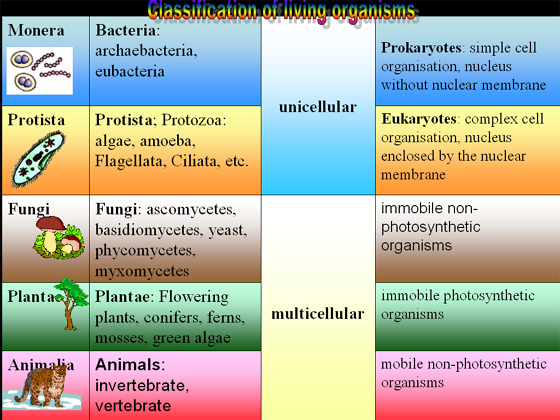 Classification of living organisms
Monera
Bacteria:
archaebacteria,
eubacteria
unicellular
Prokaryotes: simple cell
organisation, nucleus
without nuclear membrane
Protista
Protista; Protozoa:
algae, amoeba,
Flagellata, Ciliata, etc.
Eukaryotes: complex cell
organisation, nucleus
enclosed by the nuclear
membrane
Fungi
Fungi: ascomycetes,
basidiomycetes, yeast,
phycomycetes,
myxomycetes
multicellular
immobile non-
photosynthetic
organisms
Plantae
Plantae: Flowering
plants, conifers, ferns,
mosses, green algae
immobile photosynthetic
organisms
Animalia
Animals:
invertebrate,
vertebrate
mobile non-photosynthetic
organisms